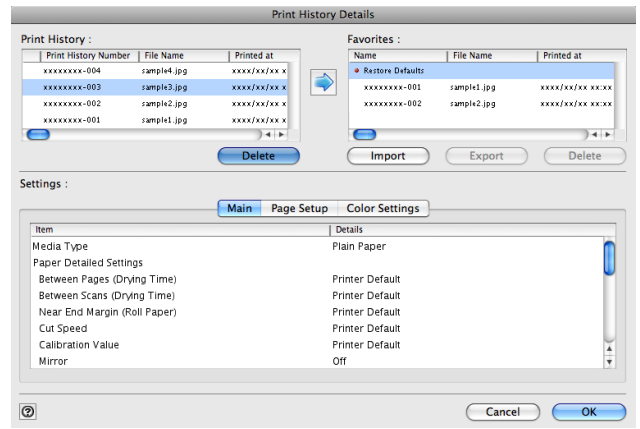 Print History Details
Print History :
Print History Number File Name Printed at
xxxxxxxx-004 sample4.jpg xxxx/xx/xx x
xxxxxxxx-003 sample3.jpg xxxx/xx/xx x
xxxxxxxx-002 sample2.jpg xxxx/xx/xx x
xxxxxxxx-001 sample1.jpg xxxx/xx/xx x
Delete
Favorites :
Name File Name Printed at
Restore Defaults
xxxxxxxx-001 sample1.jpg xxxx/xx/xx xx:xx
xxxxxxxx-002 sample2.jpg xxxx/xx/xx xx:xx
Import Export Delete
Settings :
Main Page Setup Color Settings
Item Details
Media Type Plain Paper
Paper Detailed Settings
Between Pages (Drying Time) Printer Default
Between Scans (Drying Time) Printer Default
Near End Margin (Roll Paper) Printer Default
Cut Speed Printer Default
Calibration Value Printer Default
Mirror Off
? Cancel OK